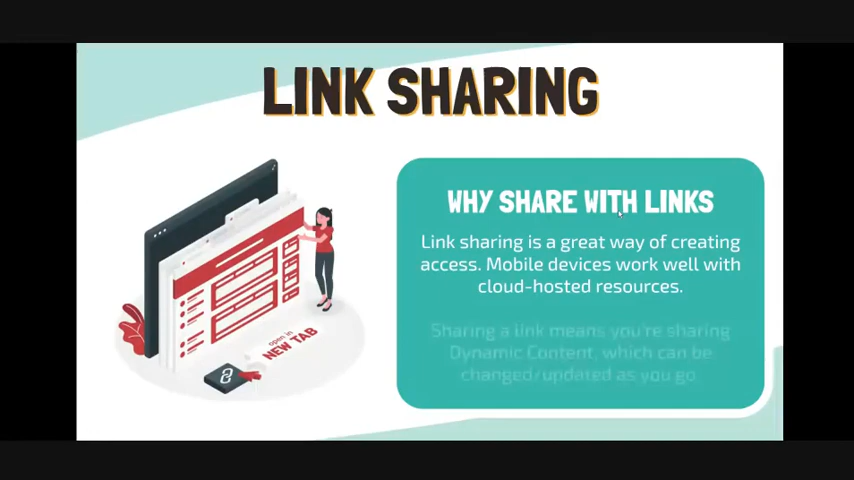 LINK SHARING
WHY SHARE WITH LINKS
Link sharing is a great way of creating
access. Mobile devices work well with
cloud-hosted resources.
Sharing a link means you're sharing
Dynamic Content, which can be
changed/updated as you go
open in
NEW TAB